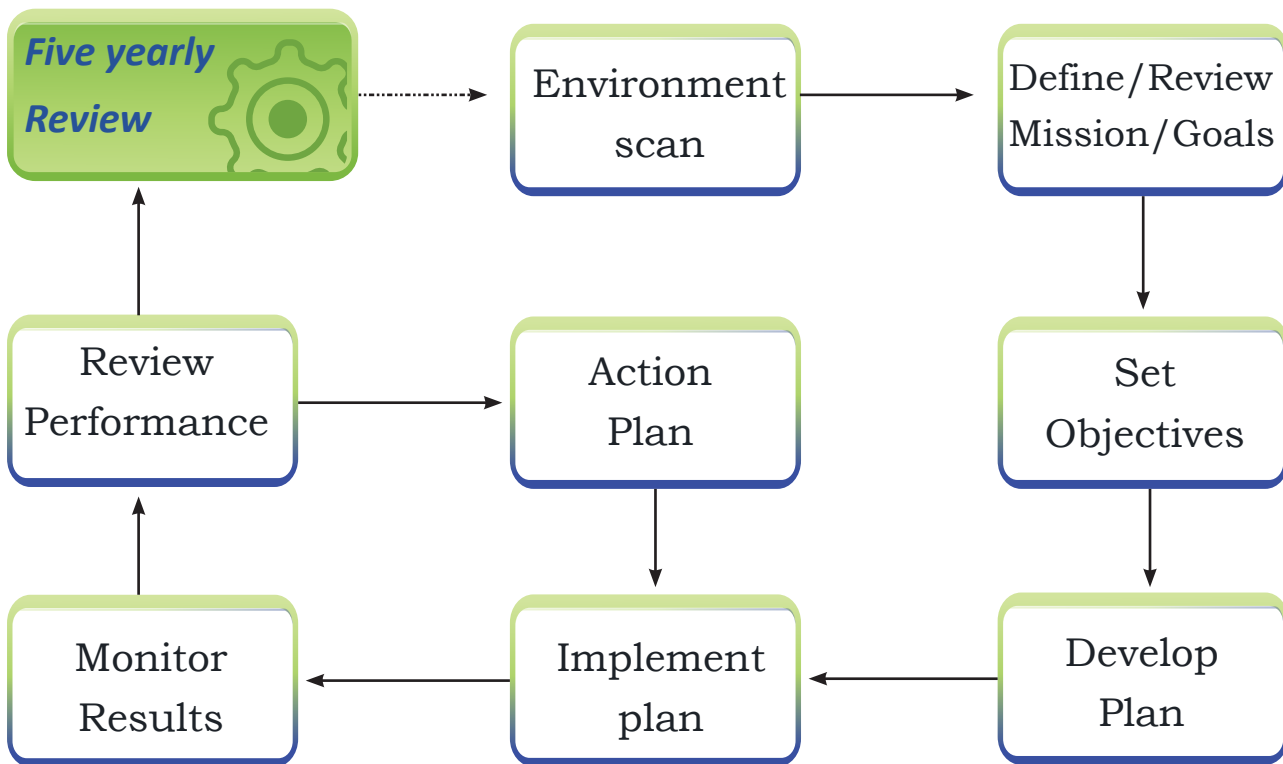 Five yearly
Review
Environment
scan
Define/Review
Mission/Goals
Review
Performance
Action
Plan
Set
Objectives
Monitor
Results
Implement
plan
Develop
Plan